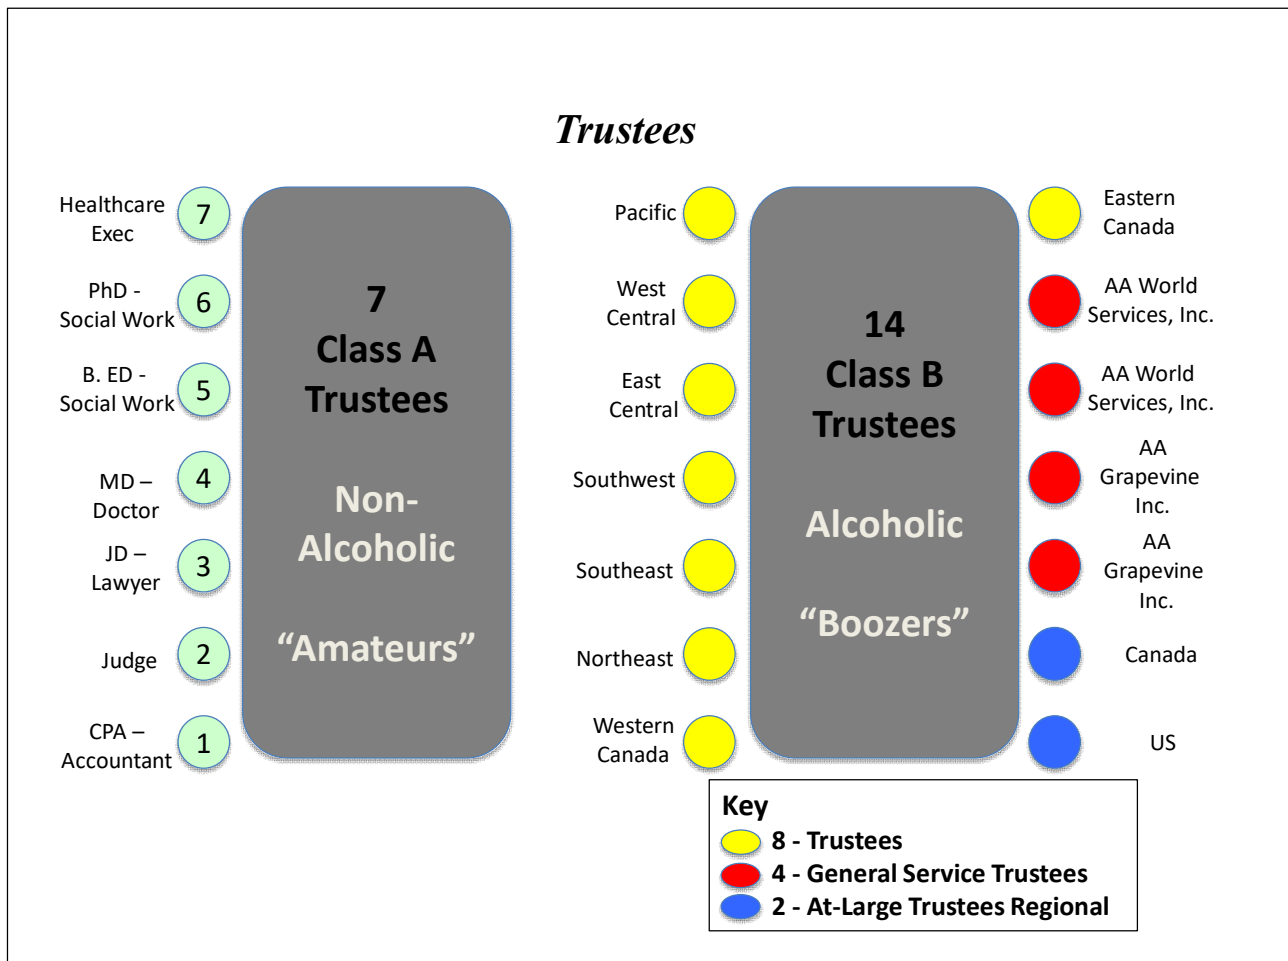 Trustees
Healthcare
Exec
7
PhD -
Social Work
6
B. ED -
Social Work
5
MD –
Doctor
4
JD –
Lawyer
3
Judge
2
CPA –
Accountant
1
7
Class A
Trustees
Non-
Alcoholic
“Amateurs”
Pacific
West
Central
East
Central
Southwest
Southeast
Northeast
Western
Canada
14
Class B
Trustees
Alcoholic
“Boozers”
Eastern
Canada
AA World
Services, Inc.
AA World
Services, Inc.
AA
Grapevine
Inc.
AA
Grapevine
Inc.
Canada
US
Key
8 - Trustees
4 - General Service Trustees
2 - At-Large Trustees Regional